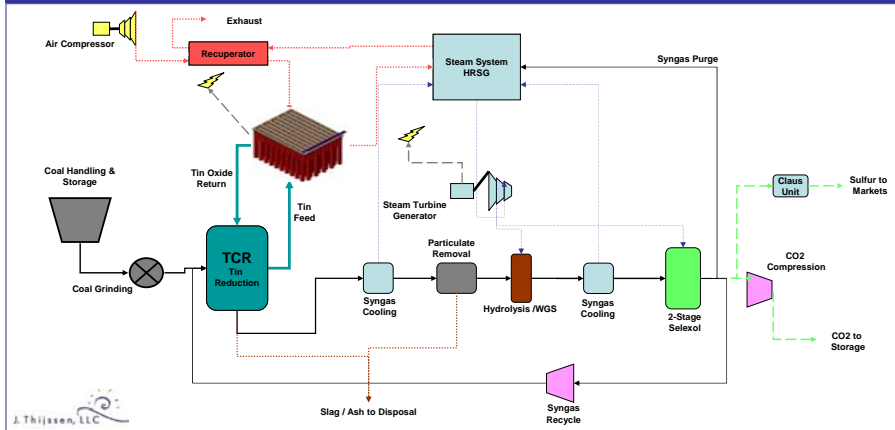 Exhaust
Air Compressor
Recuperator
Steam System
HRSG
Syngas Purge
Coal Handling &
Storage
Tin Oxide
Return
Tin
Feed
Steam Turbine
Generator
Claus
Unit
Sulfur to
Markets
TCR
Tin
Reduction
Coal Grinding
Particulate
Removal
CO2
Compression
Syngas
Cooling
Hydrolysis /WGS
Syngas
Cooling
2-Stage
Selexol
CO2 to
Storage
Slag / Ash to Disposal
Syngas
Recycle
J. Thijssen, LLC